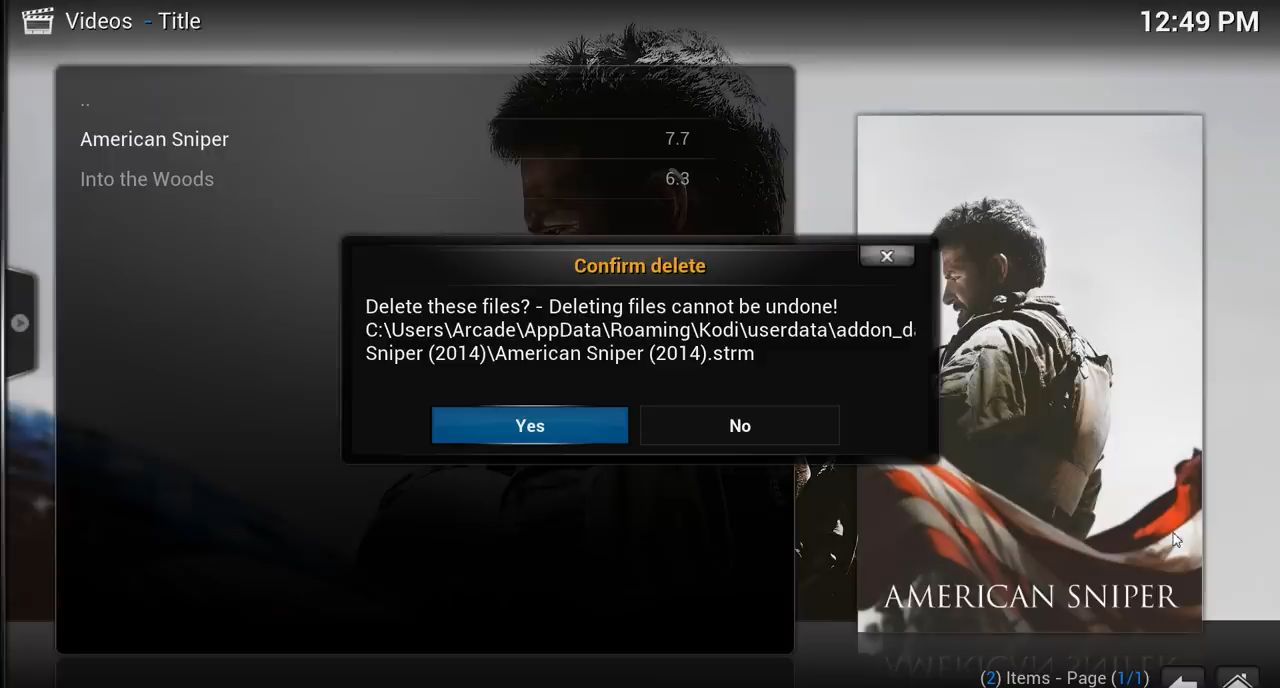 Videos - Title
12:49 PM
..
American Sniper 7.7
Into the Woods 6.3
Confirm delete
Delete these files? - Deleting files cannot be undone!
C:\Users\Arcade\AppData\Roaming\Kodi\userdata\addon_d
Sniper (2014)\American Sniper (2014).strm
Yes No
AMERICAN SNIPER
(2) Items - Page (1/1)